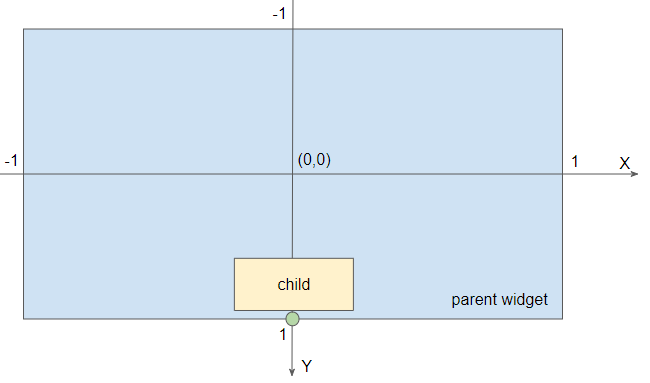 -1
-1
(0,0)
1
X
child
parent widget
1
Y